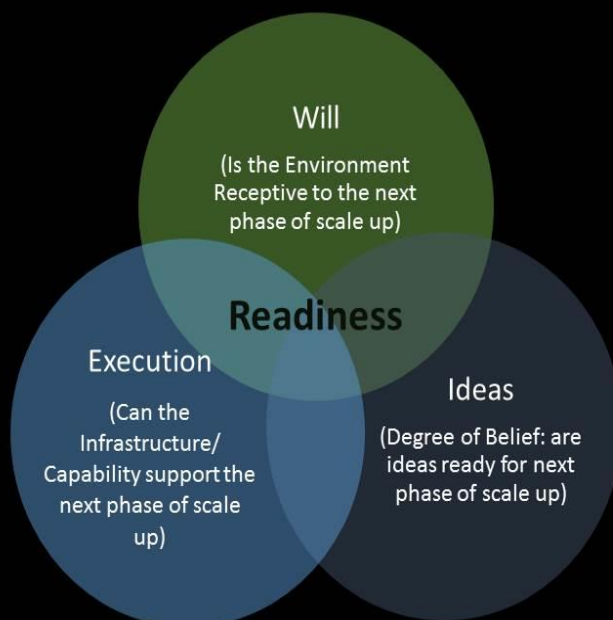 Will
(Is the Environment
Receptive to the next
phase of scale up)
Readiness
Execution
(Can the
Infrastructure/
Capability support the
next phase of scale
up)
Ideas
(Degree of Belief: are
ideas ready for next
phase of scale up)